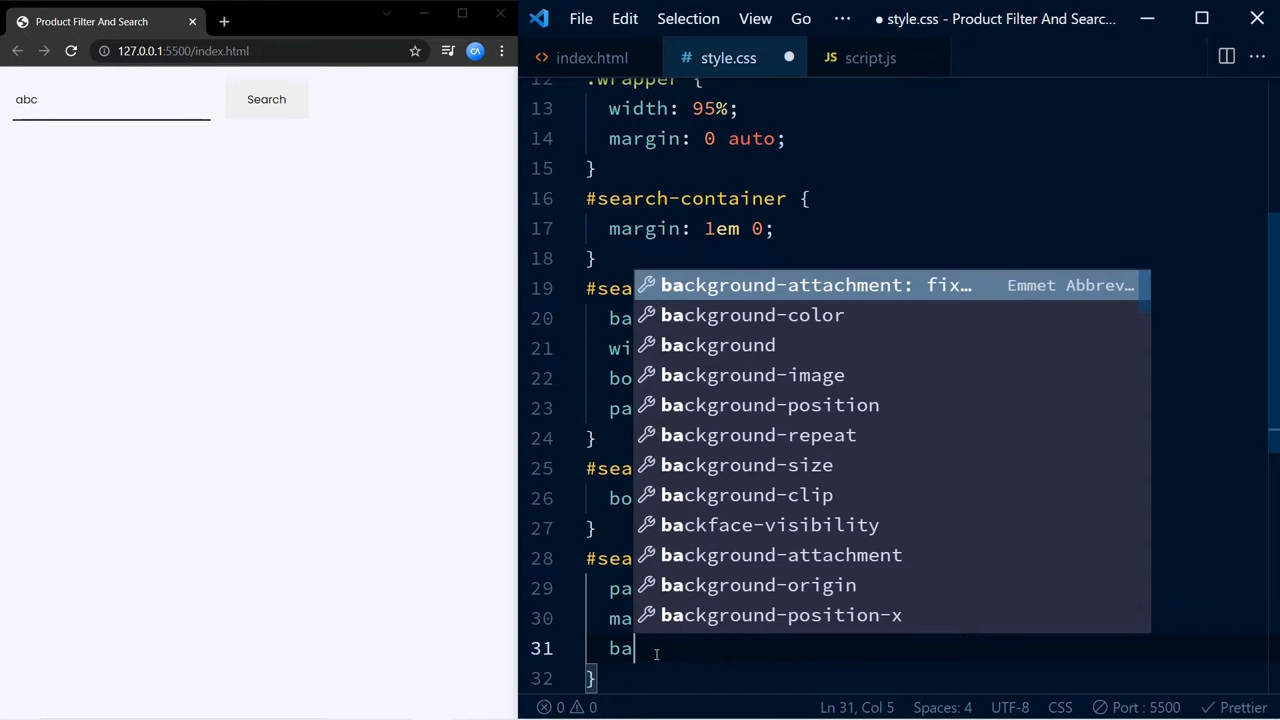 Product Filter And Search
127.0.0.1:5500/index.html
abc
Search
File Edit Selection View Go ··· ● style.css - Product Filter And Searc...
<> index.html # style.css ● JS script.js
12 .wrapper {
13 width: 95%;
14 margin: 0 auto;
15 }
16 #search-container {
17 margin: 1em 0;
18 }
19 #sea
20 ba
21 wi
22 bo
23 pa
24 }
25 #sea
26 bo
27 }
28 #sea
29 pa
30 ma
31 ba
32 }
background-attachment: fix… Emmet Abbrev…
background-color
background
background-image
background-position
background-repeat
background-size
background-clip
backface-visibility
background-attachment
background-origin
background-position-x
0 0 Ln 31, Col 5 Spaces: 4 UTF-8 CSS Port : 5500 Prettier